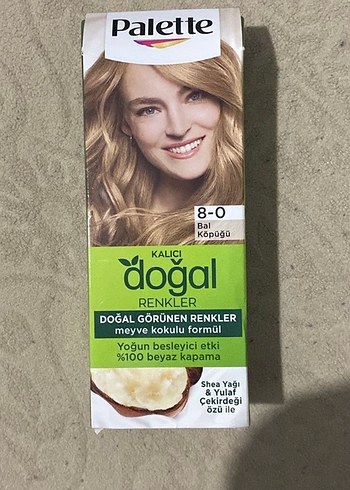 Palette
8-0
Bal
Köpüğü
KALICI
doğal
RENKLER
DOĞAL GÖRÜNEN RENKLER
meyve kokulu formül
Yoğun besleyici etki
%100 beyaz kapama
Shea Yağı
& Yulaf
Çekirdeği
özü ile